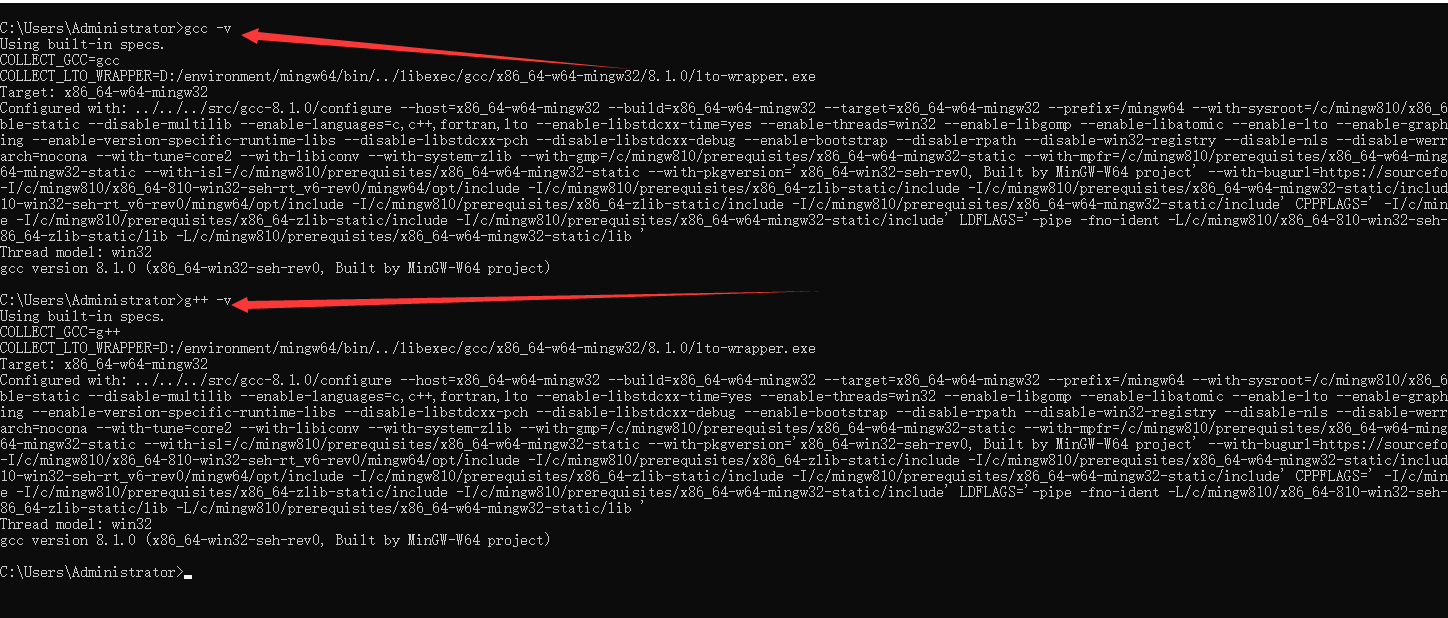 C:\Users\Administrator>gcc -v
Using built-in specs.
COLLECT_GCC=gcc
COLLECT_LTO_WRAPPER=D:/environment/mingw64/bin/../libexec/gcc/x86_64-w64-mingw32/8.1.0/lto-wrapper.exe
Target: x86_64-w64-mingw32
Configured with: ../../../src/gcc-8.1.0/configure --host=x86_64-w64-mingw32 --build=x86_64-w64-mingw32 --target=x86_64-w64-mingw32 --prefix=/mingw64 --with-sysroot=/c/mingw810/x86_6
ble-static --disable-multilib --enable-languages=c,c++,fortran,lto --enable-libstdcxx-time=yes --enable-threads=win32 --enable-libgomp --enable-libatomic --enable-lto --enable-graph
ing --enable-version-specific-runtime-libs --disable-libstdcxx-pch --disable-libstdcxx-debug --enable-bootstrap --disable-rpath --disable-win32-registry --disable-nls --disable-werr
arch=nocona --with-tune=core2 --with-libiconv --with-system-zlib --with-gmp=/c/mingw810/prerequisites/x86_64-w64-mingw32-static --with-mpfr=/c/mingw810/prerequisites/x86_64-w64-ming
64-mingw32-static --with-isl=/c/mingw810/prerequisites/x86_64-w64-mingw32-static --with-pkgversion='x86_64-win32-seh-rev0, Built by MinGW-W64 project' --with-bugurl=https://sourcefo
-I/c/mingw810/x86_64-810-win32-seh-rt_v6-rev0/mingw64/opt/include -I/c/mingw810/prerequisites/x86_64-zlib-static/include -I/c/mingw810/prerequisites/x86_64-w64-mingw32-static/includ
10-win32-seh-rt_v6-rev0/mingw64/opt/include -I/c/mingw810/prerequisites/x86_64-zlib-static/include -I/c/mingw810/prerequisites/x86_64-w64-mingw32-static/include' CPPFLAGS=' -I/c/min
e -I/c/mingw810/prerequisites/x86_64-zlib-static/include -I/c/mingw810/prerequisites/x86_64-w64-mingw32-static/include' LDFLAGS='-pipe -fno-ident -L/c/mingw810/x86_64-810-win32-seh-
86_64-zlib-static/lib -L/c/mingw810/prerequisites/x86_64-w64-mingw32-static/lib '
Thread model: win32
gcc version 8.1.0 (x86_64-win32-seh-rev0, Built by MinGW-W64 project)
C:\Users\Administrator>g++ -v
Using built-in specs.
COLLECT_GCC=g++
COLLECT_LTO_WRAPPER=D:/environment/mingw64/bin/../libexec/gcc/x86_64-w64-mingw32/8.1.0/lto-wrapper.exe
Target: x86_64-w64-mingw32
Configured with: ../../../src/gcc-8.1.0/configure --host=x86_64-w64-mingw32 --build=x86_64-w64-mingw32 --target=x86_64-w64-mingw32 --prefix=/mingw64 --with-sysroot=/c/mingw810/x86_6
ble-static --disable-multilib --enable-languages=c,c++,fortran,lto --enable-libstdcxx-time=yes --enable-threads=win32 --enable-libgomp --enable-libatomic --enable-lto --enable-graph
ing --enable-version-specific-runtime-libs --disable-libstdcxx-pch --disable-libstdcxx-debug --enable-bootstrap --disable-rpath --disable-win32-registry --disable-nls --disable-werr
arch=nocona --with-tune=core2 --with-libiconv --with-system-zlib --with-gmp=/c/mingw810/prerequisites/x86_64-w64-mingw32-static --with-mpfr=/c/mingw810/prerequisites/x86_64-w64-ming
64-mingw32-static --with-isl=/c/mingw810/prerequisites/x86_64-w64-mingw32-static --with-pkgversion='x86_64-win32-seh-rev0, Built by MinGW-W64 project' --with-bugurl=https://sourcefo
-I/c/mingw810/x86_64-810-win32-seh-rt_v6-rev0/mingw64/opt/include -I/c/mingw810/prerequisites/x86_64-zlib-static/include -I/c/mingw810/prerequisites/x86_64-w64-mingw32-static/includ
10-win32-seh-rt_v6-rev0/mingw64/opt/include -I/c/mingw810/prerequisites/x86_64-zlib-static/include -I/c/mingw810/prerequisites/x86_64-w64-mingw32-static/include' CPPFLAGS=' -I/c/min
e -I/c/mingw810/prerequisites/x86_64-zlib-static/include -I/c/mingw810/prerequisites/x86_64-w64-mingw32-static/include' LDFLAGS='-pipe -fno-ident -L/c/mingw810/x86_64-810-win32-seh-
86_64-zlib-static/lib -L/c/mingw810/prerequisites/x86_64-w64-mingw32-static/lib '
Thread model: win32
gcc version 8.1.0 (x86_64-win32-seh-rev0, Built by MinGW-W64 project)
C:\Users\Administrator>